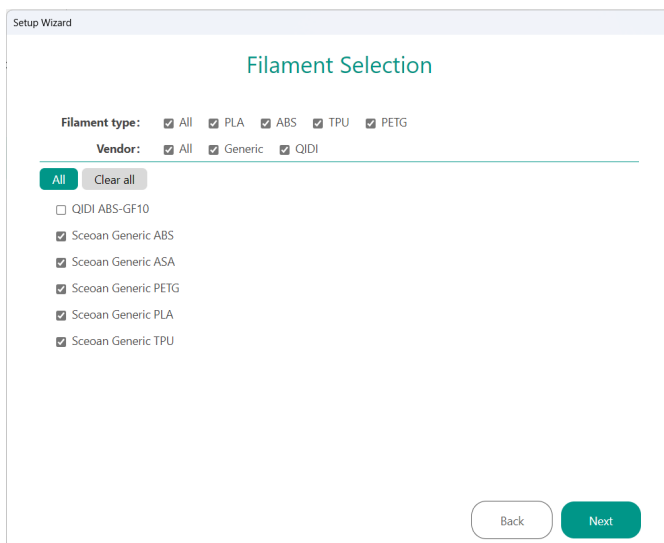 Setup Wizard
Filament Selection
Filament type: All PLA ABS TPU PETG
Vendor: All Generic QIDI
All Clear all
QIDI ABS-GF10
Sceoan Generic ABS
Sceoan Generic ASA
Sceoan Generic PETG
Sceoan Generic PLA
Sceoan Generic TPU
Back Next